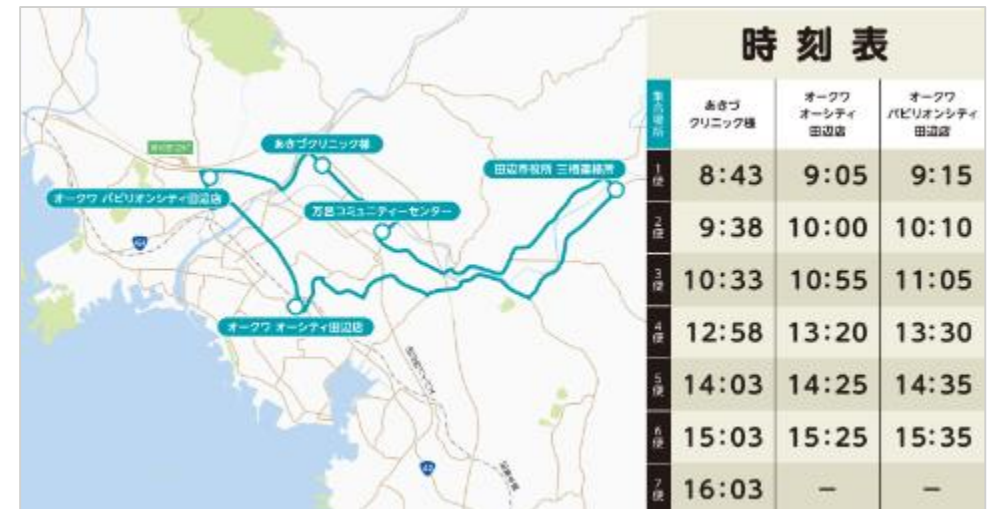 時刻表
集合場所
あきづ
クリニック様
オークワ
オーシティ
田辺店
オークワ
パビリオンシティ
田辺店
1便 8:43 9:05 9:15
2便 9:38 10:00 10:10
3便 10:33 10:55 11:05
4便 12:58 13:20 13:30
5便 14:03 14:25 14:35
6便 15:03 15:25 15:35
7便 16:03 − −
あきづクリニック様
田辺市役所 三栖連絡所
オークワ パビリオンシティ田辺店
万呂コミュニティーセンター
オークワ オーシティ田辺店
42